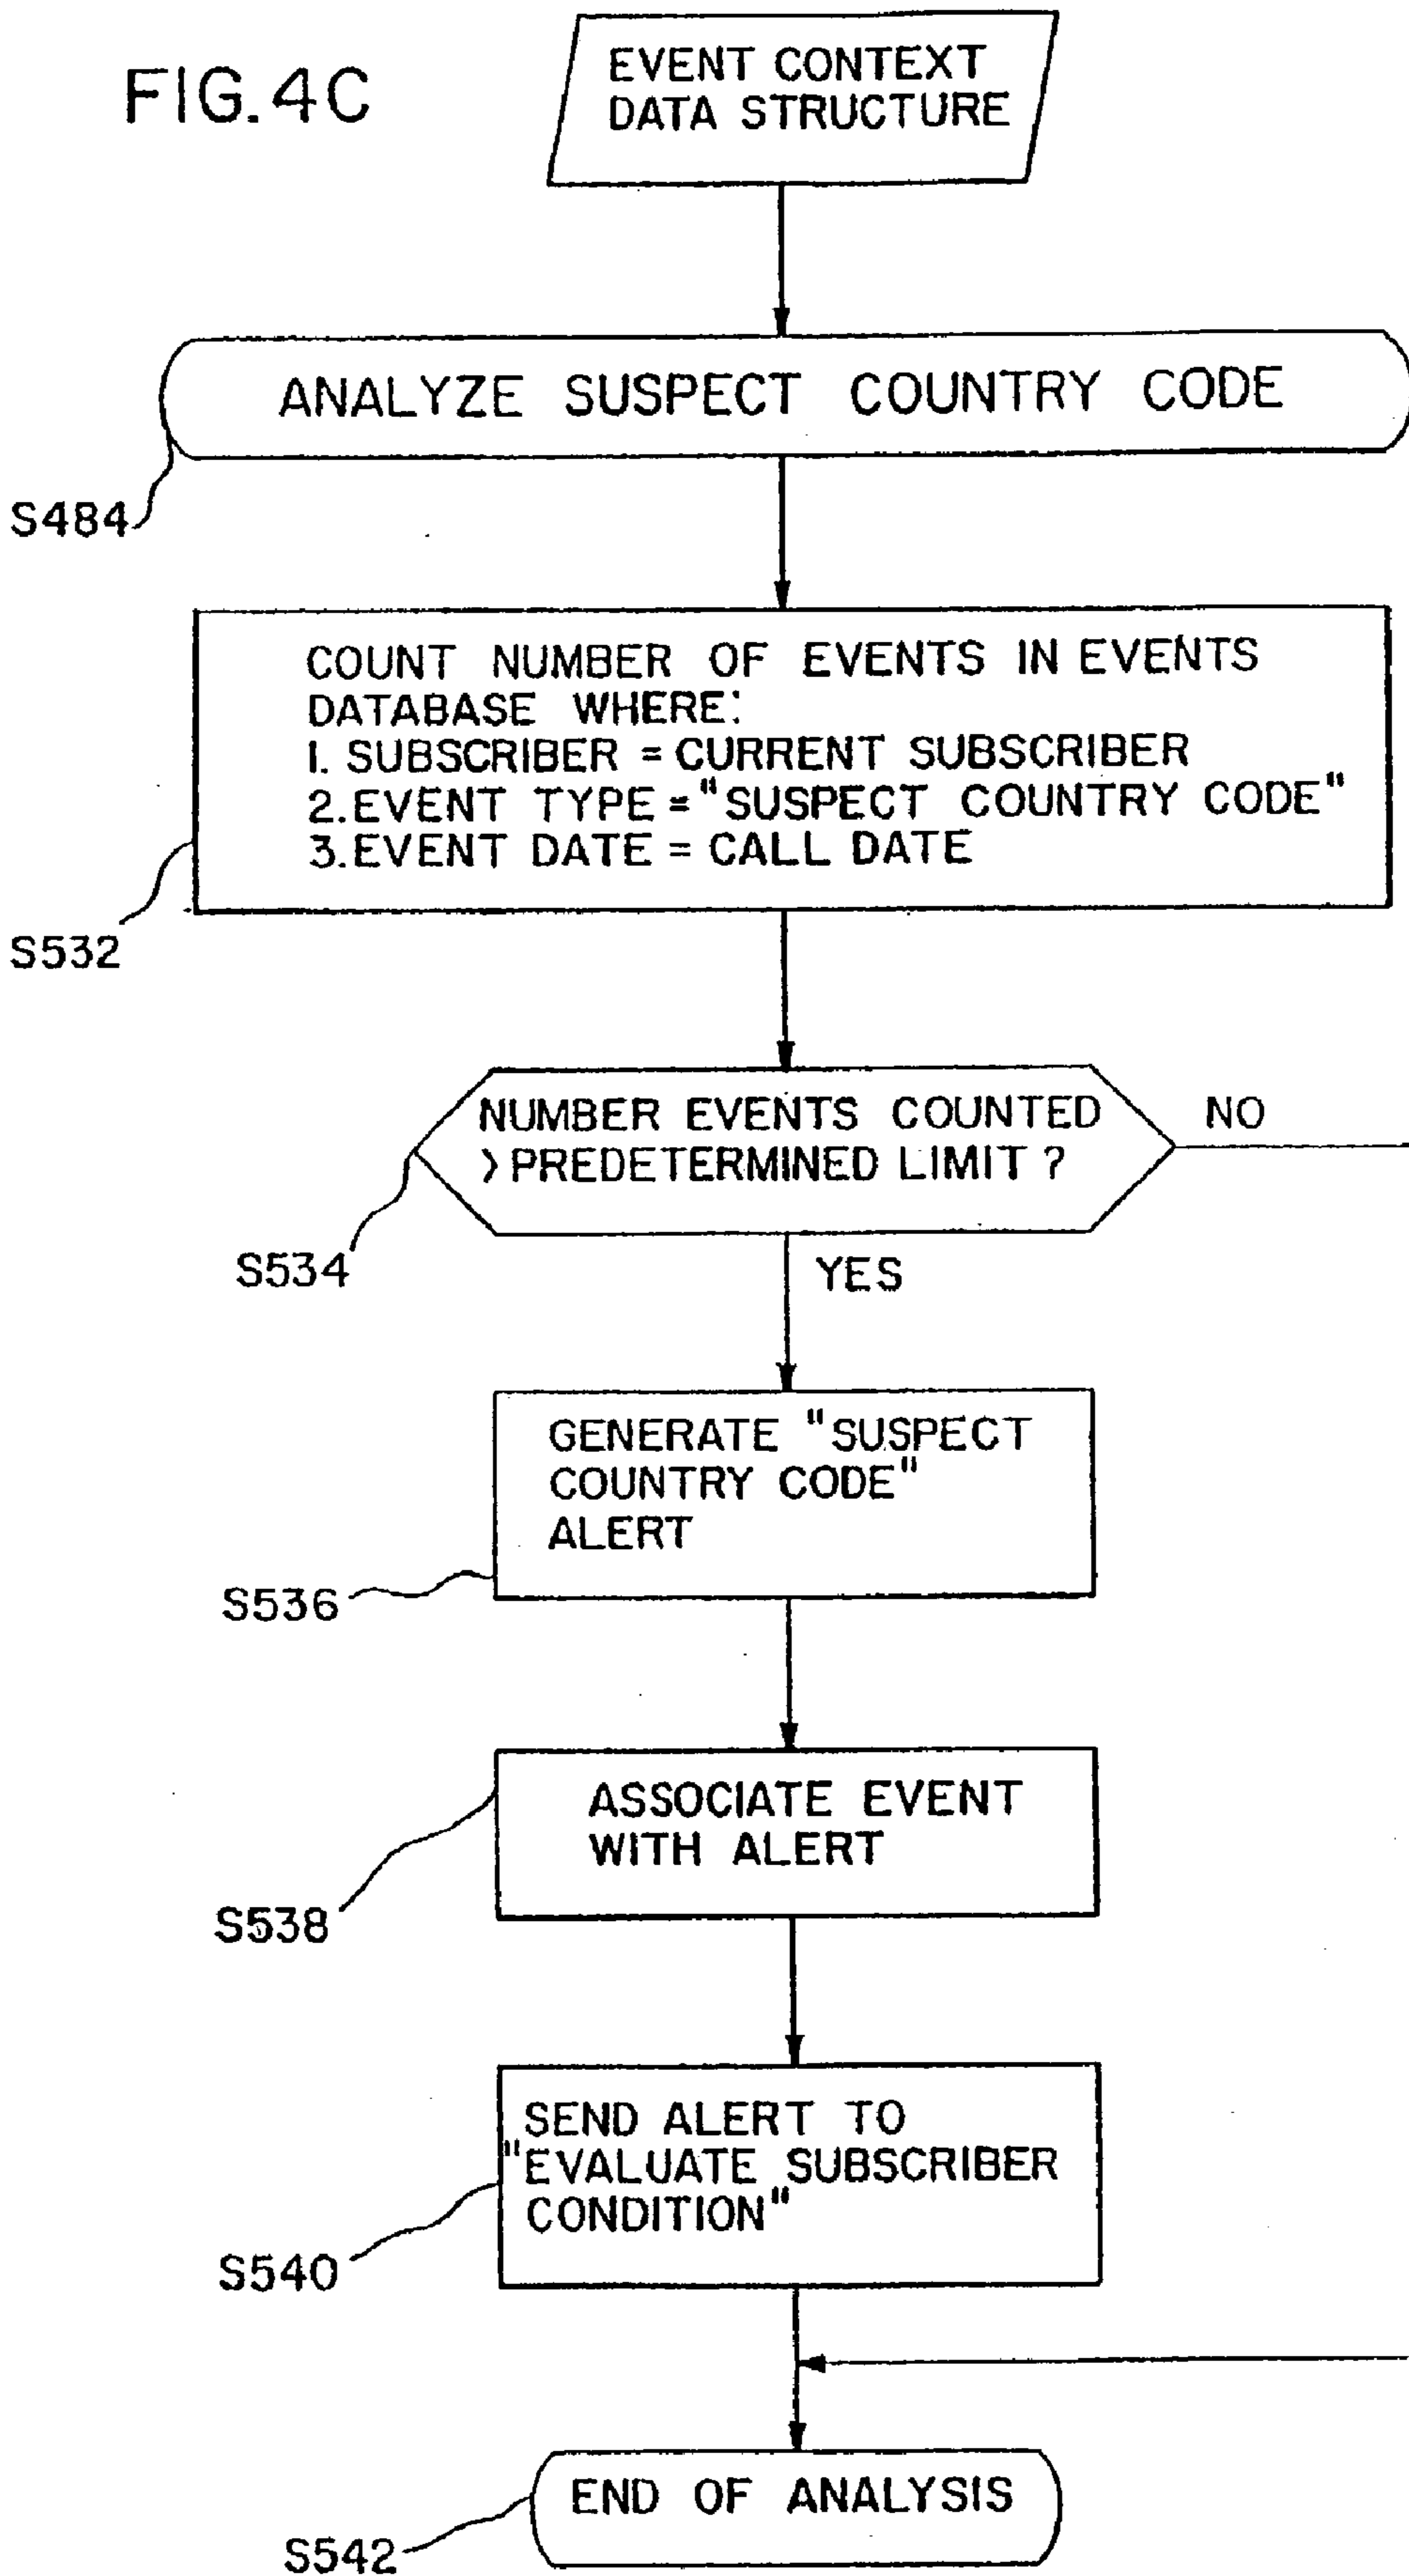 FIG. 4C
EVENT CONTEXT
DATA STRUCTURE
ANALYZE SUSPECT COUNTRY CODE
S484
COUNT NUMBER OF EVENTS IN EVENTS
DATABASE WHERE:
1. SUBSCRIBER = CURRENT SUBSCRIBER
2. EVENT TYPE = "SUSPECT COUNTRY CODE"
3. EVENT DATE = CALL DATE
S532
NUMBER EVENTS COUNTED
> PREDETERMINED LIMIT ?
NO
S534
YES
GENERATE "SUSPECT
COUNTRY CODE"
ALERT
S536
ASSOCIATE EVENT
WITH ALERT
S538
SEND ALERT TO
"EVALUATE SUBSCRIBER
CONDITION"
S540
END OF ANALYSIS
S542